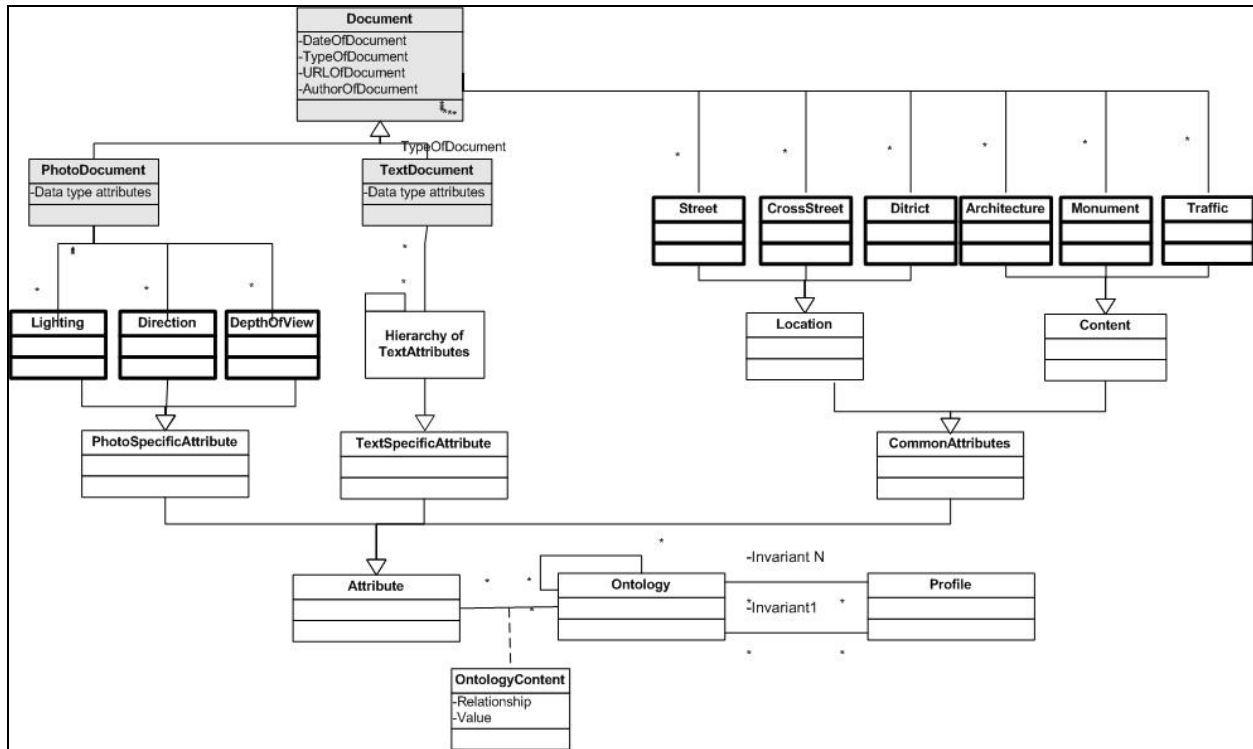 Document
-DateOfDocument
-TypeOfDocument
-URLOfDocument
-AuthorOfDocument
TypeOfDocument
PhotoDocument
-Data type attributes
TextDocument
-Data type attributes
* * * * * *
Street
CrossStreet
Ditrict
Architecture
Monument
Traffic
*
* * * *
Lighting
Direction
DepthOfView
Hierarchy of
TextAttributes
Location
Content
PhotoSpecificAttribute
TextSpecificAttribute
CommonAttributes
*
-Invariant N
Attribute
* *
Ontology
Profile
*
* *
-Invariant1
* *
OntologyContent
-Relationship
-Value